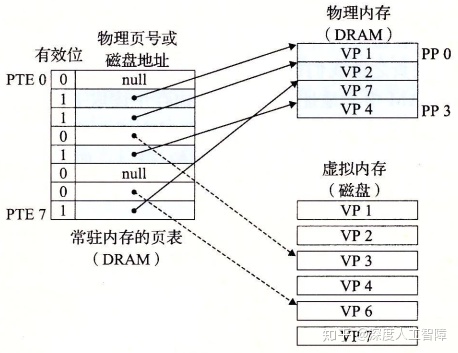 物理页号或
磁盘地址
有效位
PTE 0
0
null
1
1
0
1
0
null
0
PTE 7
1
常驻内存的页表
（DRAM）
物理内存
（DRAM）
VP 1
PP 0
VP 2
VP 7
VP 4
PP 3
虚拟内存
（磁盘）
VP 1
VP 2
VP 3
VP 4
VP 6
VP 7
知乎 @深度人工智障